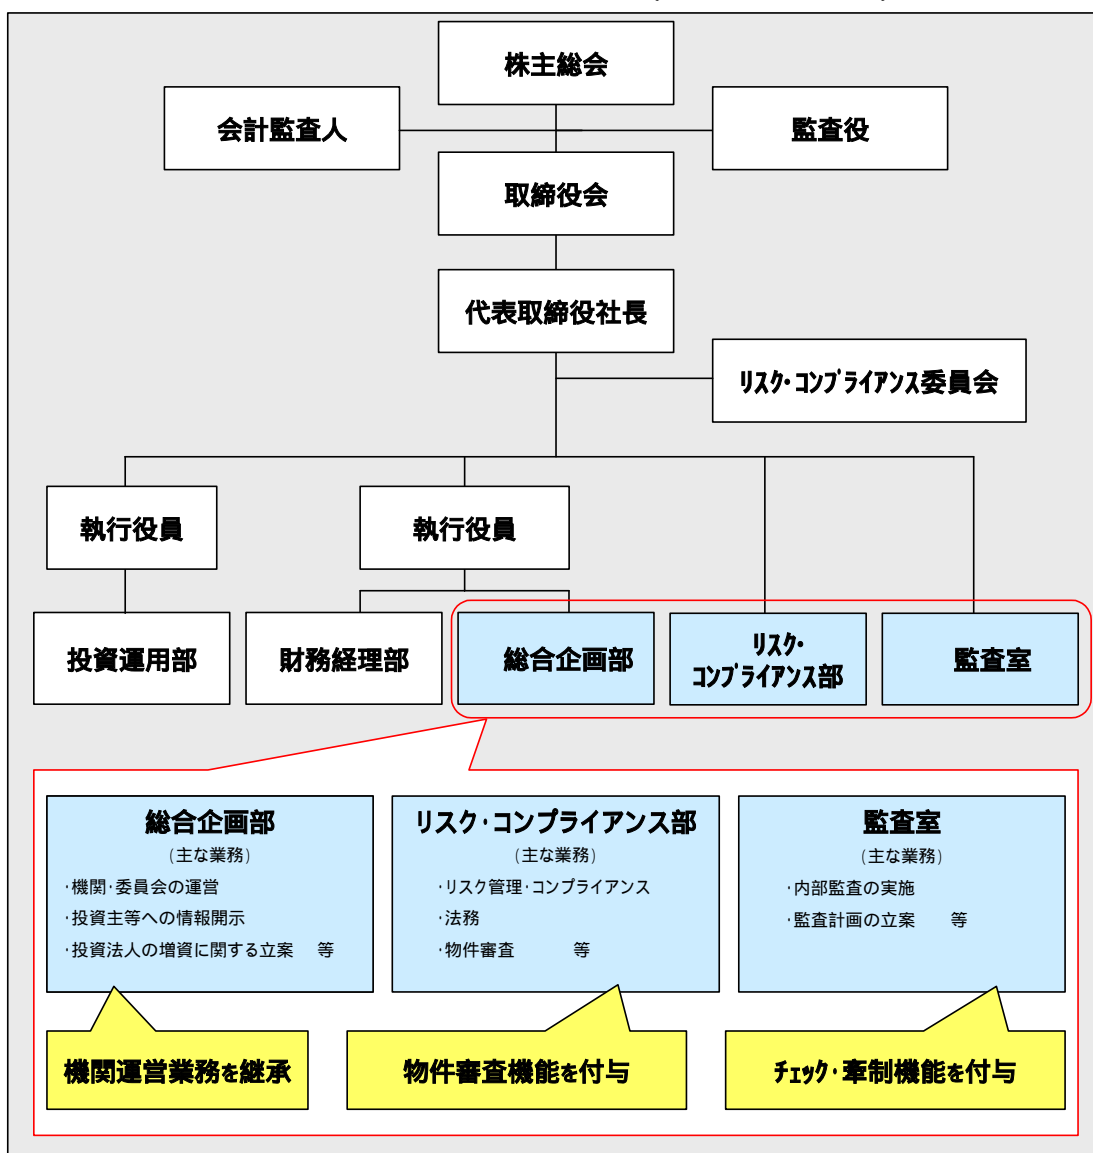 株主総会
会計監査人
監査役
取締役会
代表取締役社長
リスク・コンプライアンス委員会
執行役員
執行役員
投資運用部
財務経理部
総合企画部
リスク・
コンプライアンス部
監査室
総合企画部
(主な業務)
・機関・委員会の運営
・投資主等への情報開示
・投資法人の増資に関する立案 等
リスク・コンプライアンス部
(主な業務)
・リスク管理・コンプライアンス
・法務
・物件審査 等
監査室
(主な業務)
・内部監査の実施
・監査計画の立案 等
機関運営業務を継承
物件審査機能を付与
チェック・牽制機能を付与